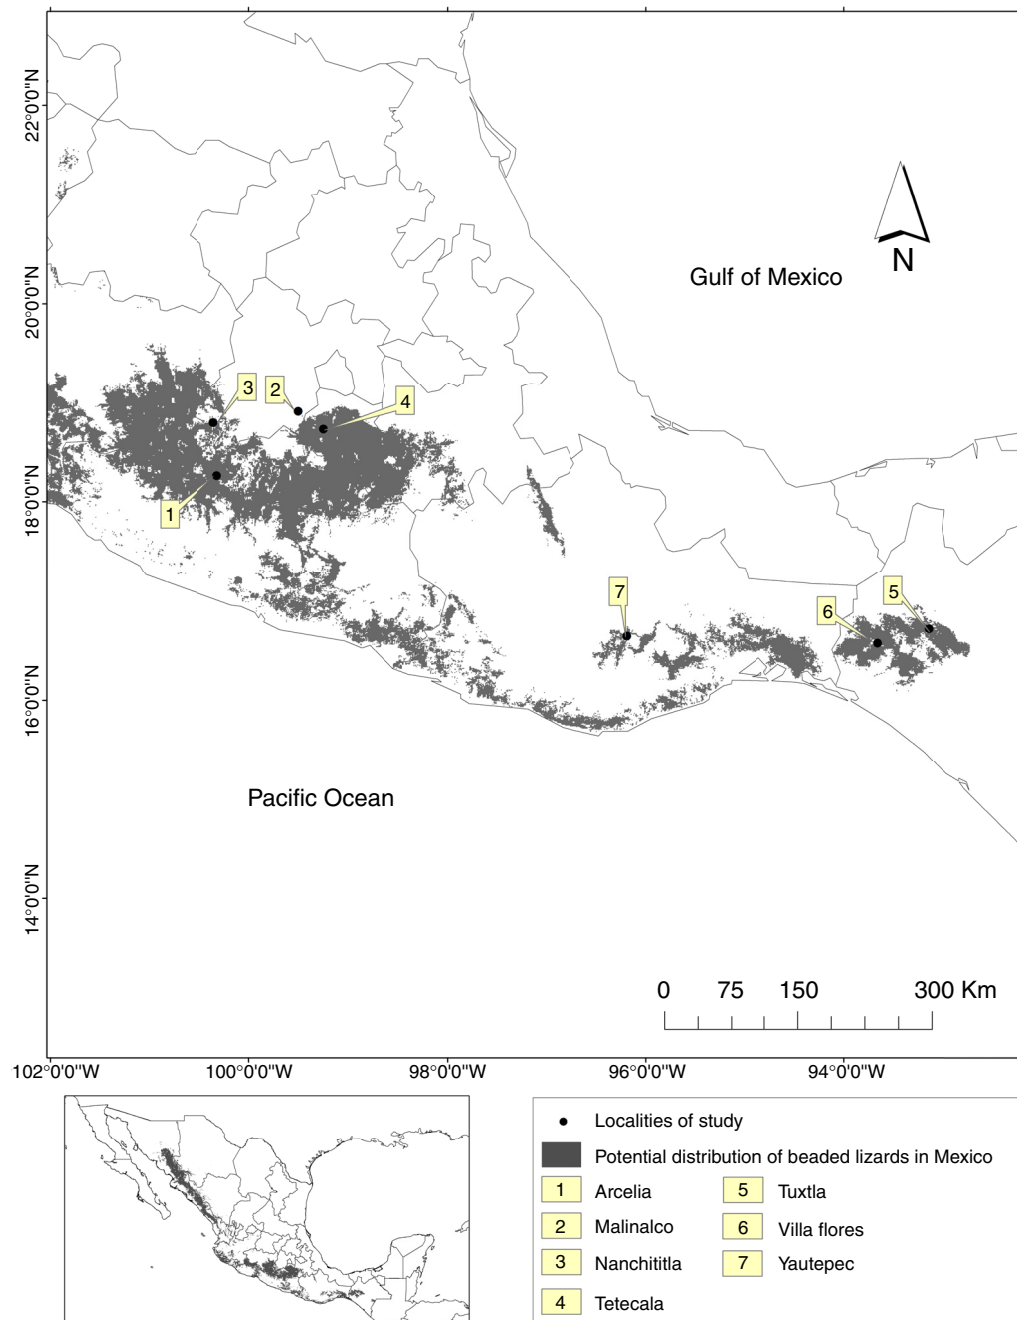 22°0'0"N
20°0'0"N
18°0'0"N
16°0'0"N
14°0'0"N
Gulf of Mexico
N
3
2
4
1
7
6
5
Pacific Ocean
0 75 150 300 Km
102°0'0"W 100°0'0"W 98°0'0"W 96°0'0"W 94°0'0"W
Localities of study
Potential distribution of beaded lizards in Mexico
1 Arcelia
2 Malinalco
3 Nanchititla
4 Tetecala
5 Tuxtla
6 Villa flores
7 Yautepec